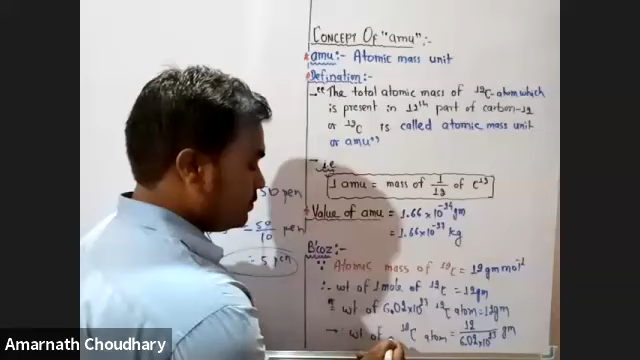 CONCEPT OF "amu":-
* amu:- Atomic mass unit
* Defination:-
→ "The total atomic mass of ¹²C-atom which
is present in 12th part of carbon-12
or ¹²C is called atomic mass unit
or amu"
→ i.e
1 amu = mass of 1/12 of C¹²
* Value of amu = 1.66×10⁻²⁴ gm
= 1.66×10⁻²⁷ kg
B'coz:-
∵ Atomic mass of ¹²C = 12 gm mol⁻¹
∴ wt of 1 mole of ¹²C = 12gm
wt of 6.02×10²³ ¹²C atom = 12gm
→ ∴ wt of ¹²C atom = 12/6.02×10²³ gm
50 pen
= 50/10 pen
= 5 pen
Amarnath Choudhary